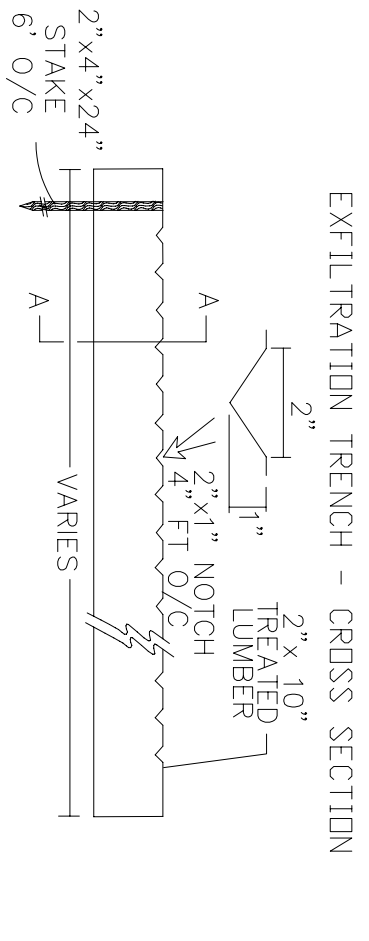 EXFILTRATION TRENCH - CROSS SECTION
2"
1"
2" x 10"
TREATED
LUMBER
2"x1" NOTCH
4" FT O/C
A
A
VARIES
2"x4"x24"
STAKE
6' O/C